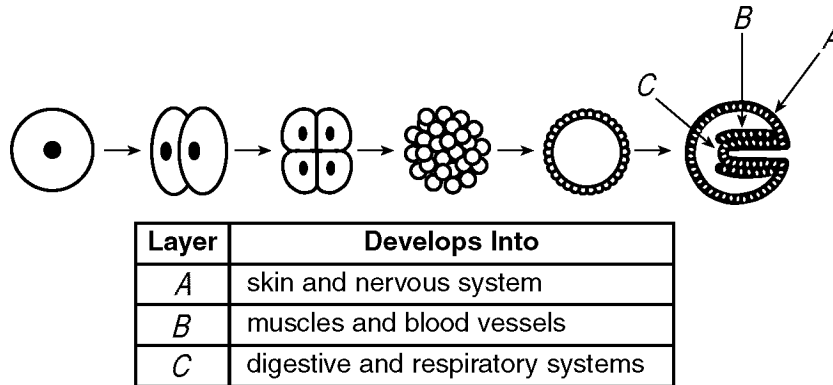 B
A
C
Layer Develops Into
A skin and nervous system
B muscles and blood vessels
C digestive and respiratory systems